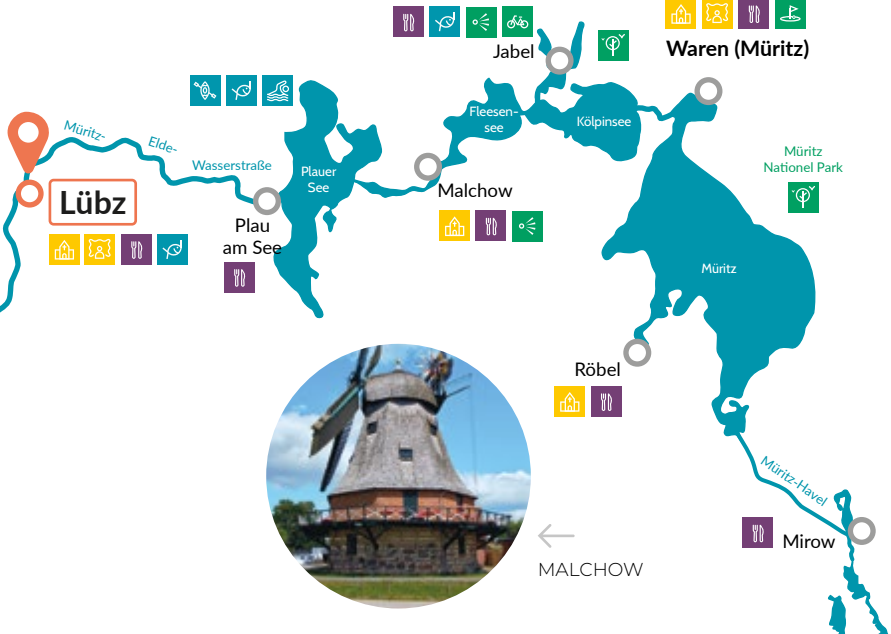 Jabel
Waren (Müritz)
Müritz-
Elde-
Wasserstraße
Lübz
Plau
am See
Plauer
See
Malchow
Fleesen-
see
Kölpinsee
Müritz
Nationel Park
Müritz
Röbel
Müritz-Havel
Mirow
MALCHOW